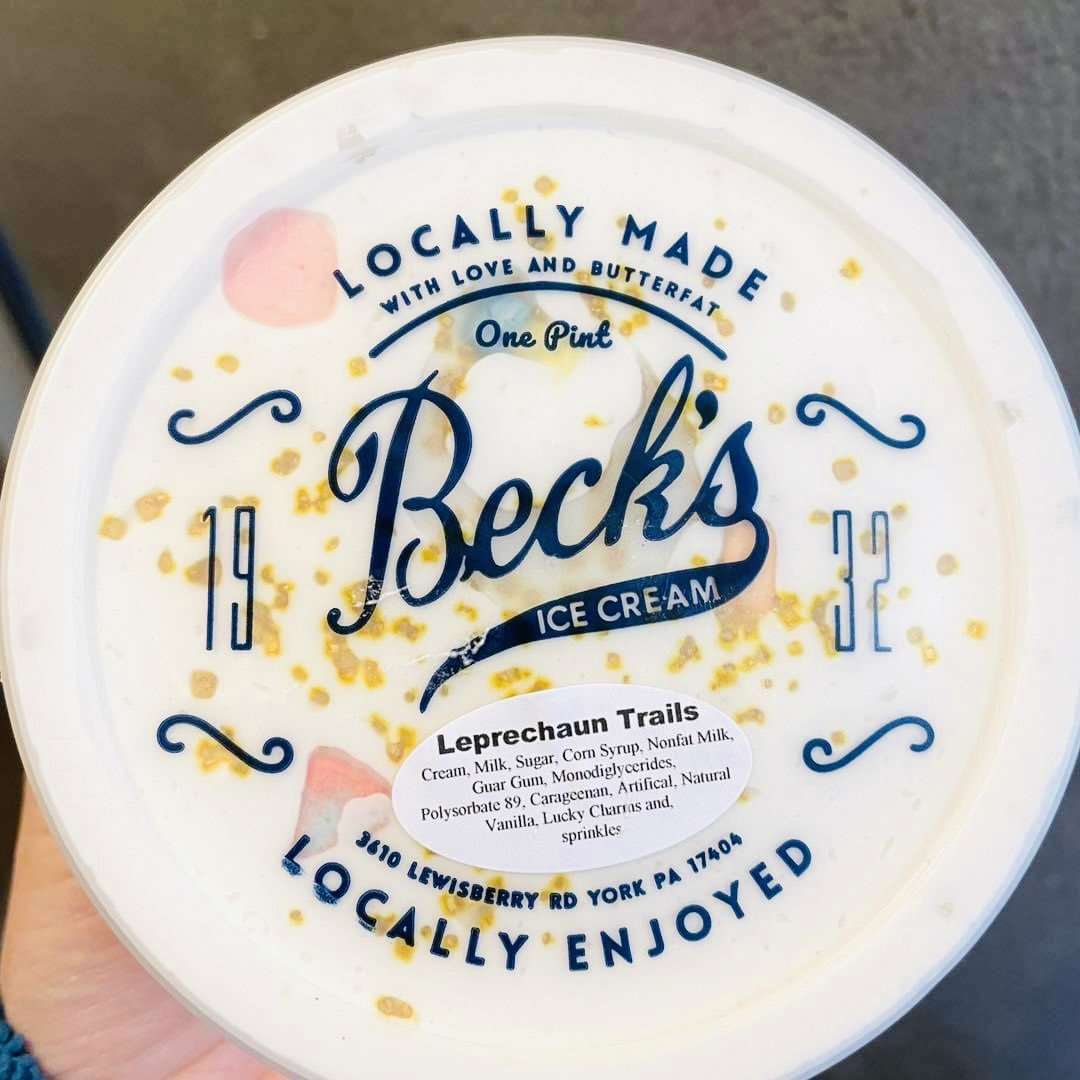 LOCALLY MADE
WITH LOVE AND BUTTERFAT
One Pint
Beck's
ICE CREAM
19 32
Leprechaun Trails
Cream, Milk, Sugar, Corn Syrup, Nonfat Milk,
Guar Gum, Monodiglycerides,
Polysorbate 89, Carageenan, Artifical, Natural
Vanilla, Lucky Charms and,
sprinkles
3610 LEWISBERRY RD YORK PA 17404
LOCALLY ENJOYED